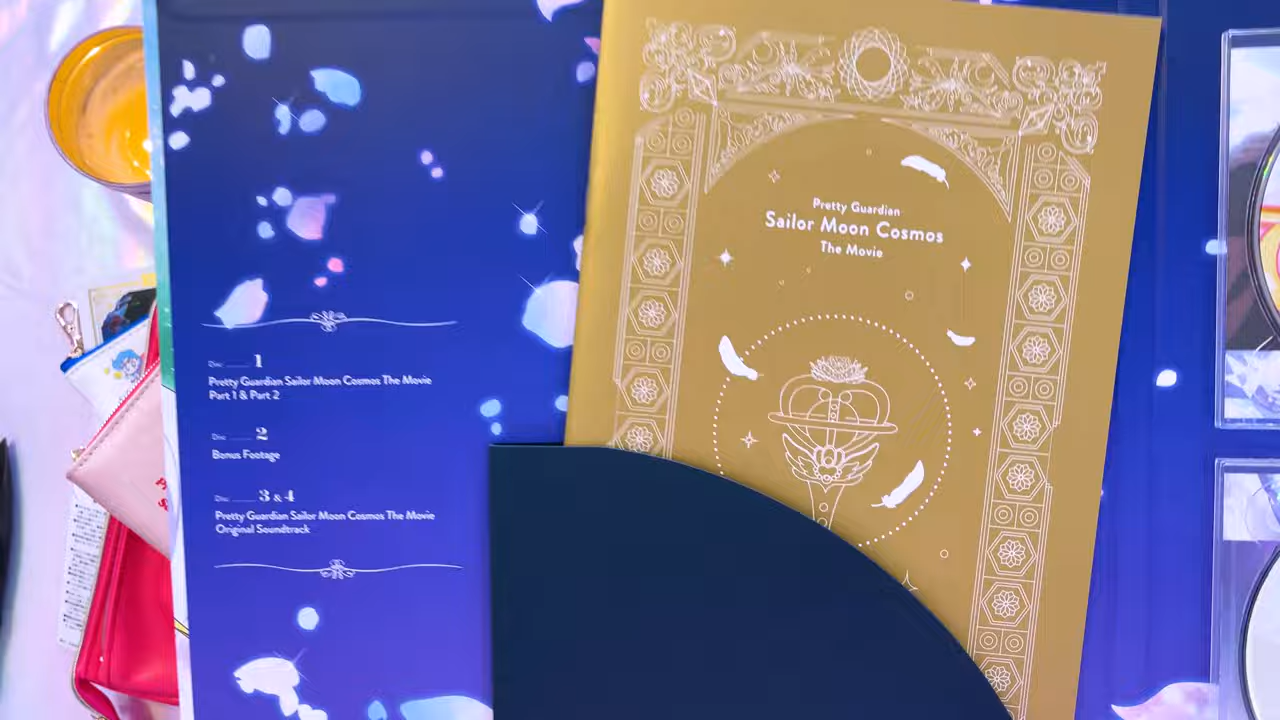 Disc 1
Pretty Guardian Sailor Moon Cosmos The Movie
Part 1 & Part 2
Disc 2
Bonus Footage
Disc 3 & 4
Pretty Guardian Sailor Moon Cosmos The Movie
Original Soundtrack
Pretty Guardian
Sailor Moon Cosmos
The Movie